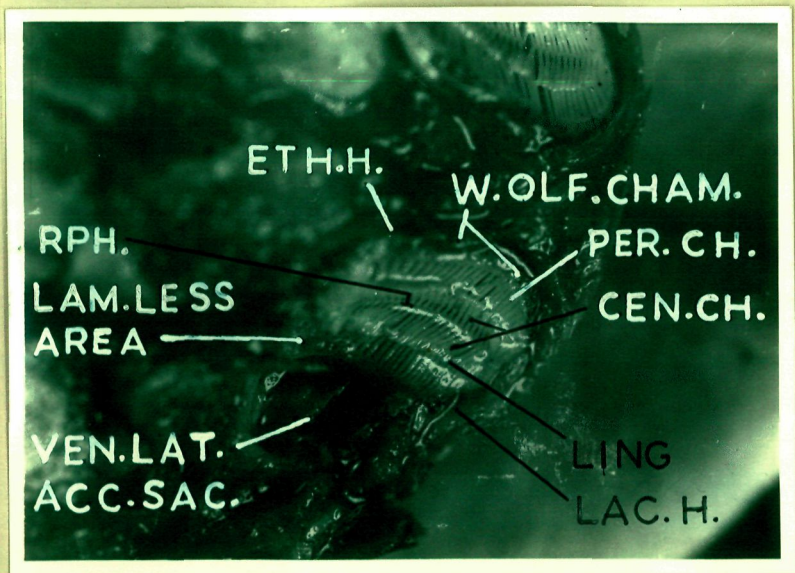 ETH.H.
W.OLF.CHAM.
RPH.
PER.CH.
LAM.LESS
AREA
CEN.CH.
VEN.LAT.
ACC.SAC.
LING
LAC.H.